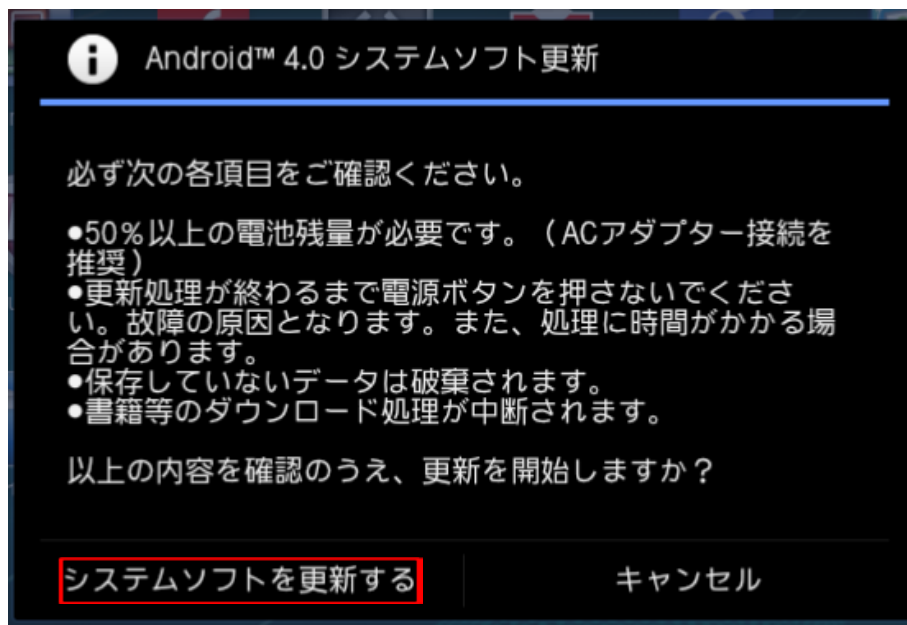 Android™ 4.0 システムソフト更新
必ず次の各項目をご確認ください。
●50％以上の電池残量が必要です。（ACアダプター接続を
推奨）
●更新処理が終わるまで電源ボタンを押さないでくださ
い。故障の原因となります。また、処理に時間がかかる場
合があります。
●保存していないデータは破棄されます。
●書籍等のダウンロード処理が中断されます。
以上の内容を確認のうえ、更新を開始しますか？
システムソフトを更新する
キャンセル